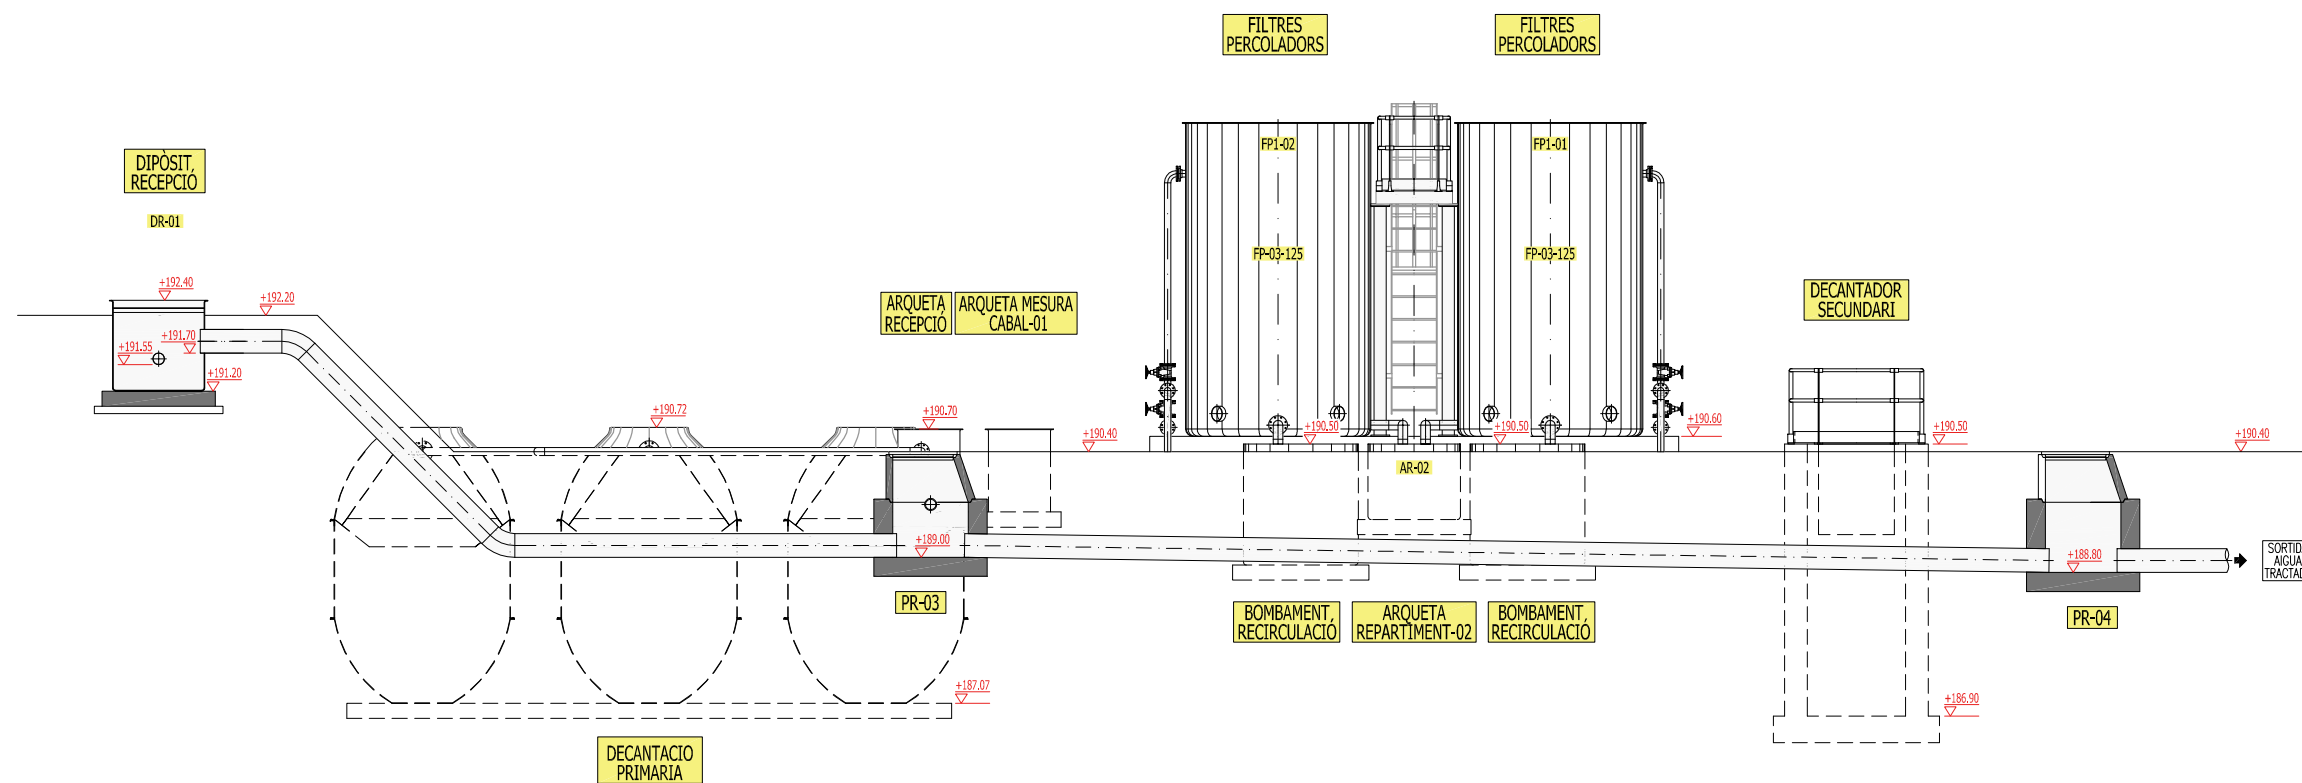 FILTRES
PERCOLADORS
FILTRES
PERCOLADORS
FP1-02
FP1-01
DIPÒSIT,
RECEPCIÓ
DR-01
FP-03-125
FP-03-125
+192.40
+192.20
+191.70
+191.55
+191.20
ARQUETA
RECEPCIÓ
ARQUETA MESURA
CABAL-01
DECANTADOR
SECUNDARI
+190.72
+190.70
+190.40
+190.50
+190.50
+190.60
+190.50
+190.40
AR-02
+189.00
+188.80
SORTID
AIGUA
TRACTAD
PR-03
BOMBAMENT,
RECIRCULACIÓ
ARQUETA
REPARTIMENT-02
BOMBAMENT,
RECIRCULACIÓ
PR-04
+187.07
+186.90
DECANTACIO
PRIMARIA